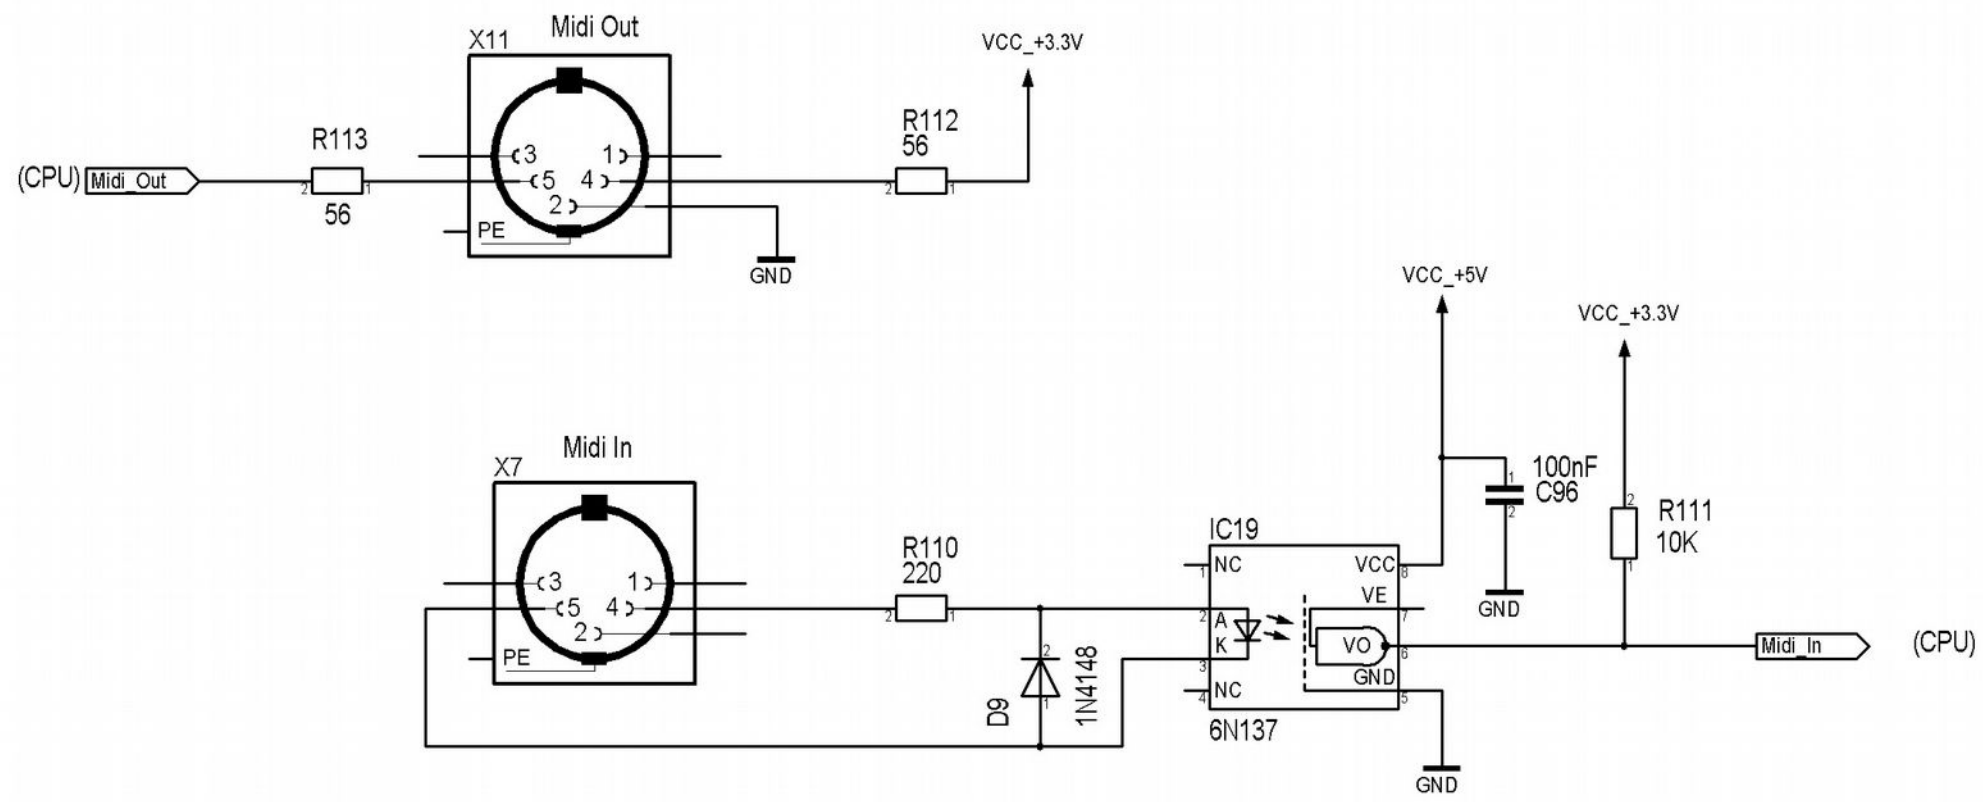 Midi Out
X11
VCC_+3.3V
R113
R112
56
3
1
(CPU)
Midi_Out
2
1
5
4
2
1
56
2
PE
GND
VCC_+5V
VCC_+3.3V
Midi In
X7
1
100nF
C96
2
2
R111
10K
1
IC19
R110
220
1
NC
VCC
8
3
1
GND
VE
7
5
4
2
1
2
A
2
K
VO
6
Midi_In
(CPU)
PE
2
3
GND
1N4148
D9
1
4
NC
5
6N137
GND